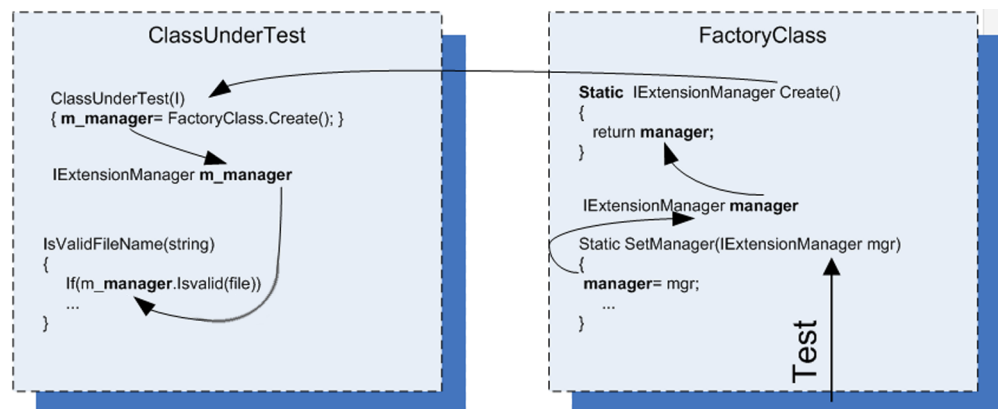 ClassUnderTest
ClassUnderTest(I)
{ m_manager= FactoryClass.Create(); }
IExtensionManager m_manager
IsValidFileName(string)
{
If(m_manager.Isvalid(file))
...
}
FactoryClass
Static IExtensionManager Create()
{
return manager;
}
IExtensionManager manager
Static SetManager(IExtensionManager mgr)
{
manager= mgr;
...
}
Test